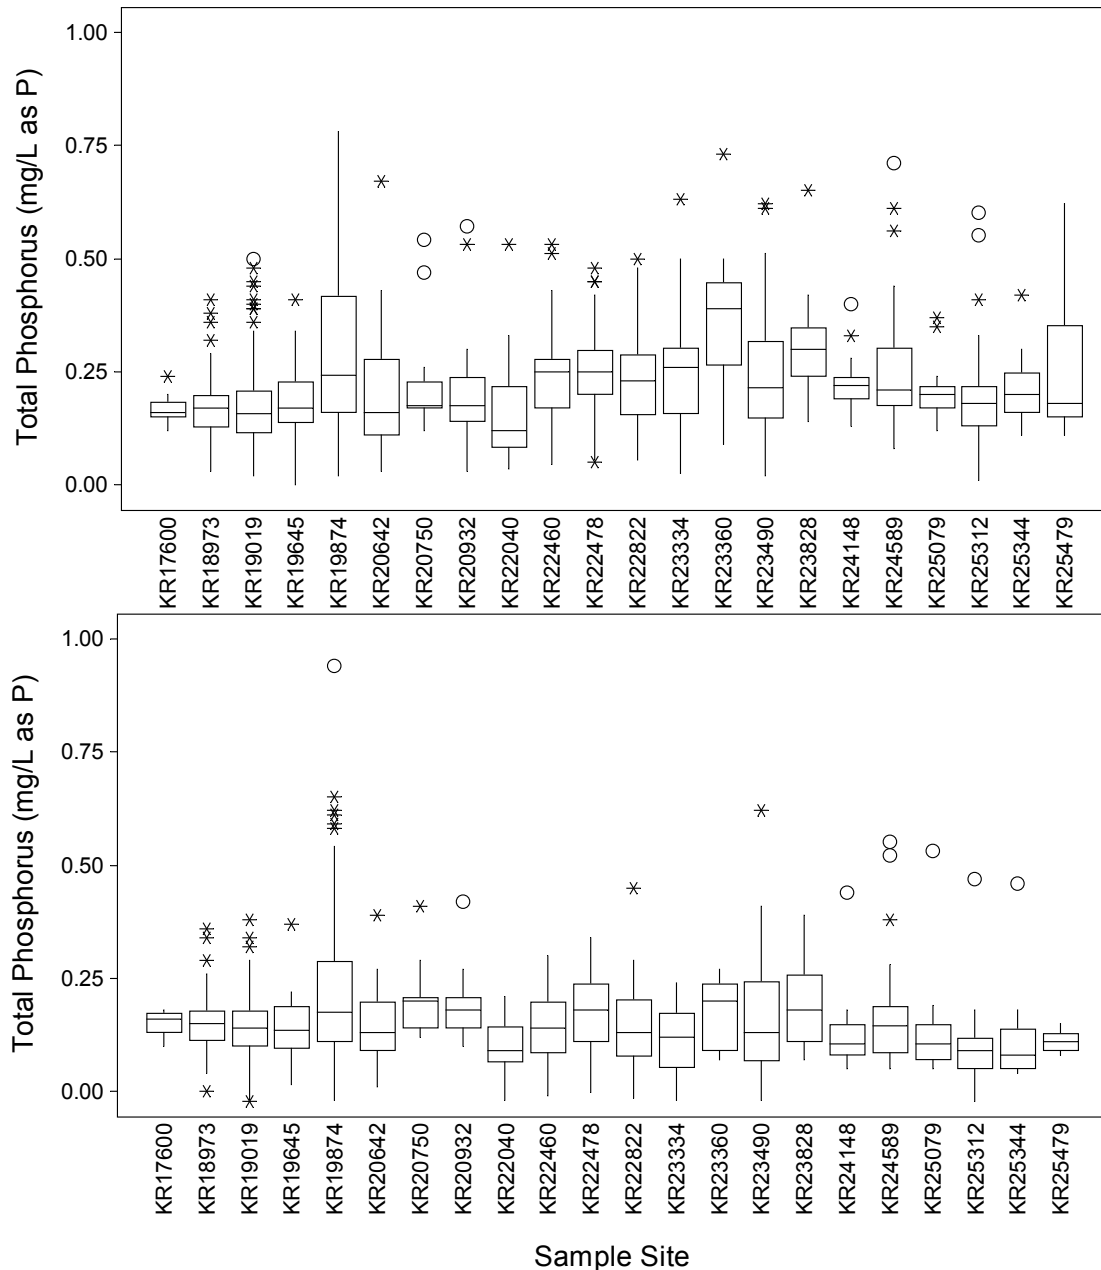 Total Phosphorus (mg/L as P)
1.00
0.75
0.50
0.25
0.00
KR17600
KR18973
KR19019
KR19645
KR19874
KR20642
KR20750
KR20932
KR22040
KR22460
KR22478
KR22822
KR23334
KR23360
KR23490
KR23828
KR24148
KR24589
KR25079
KR25312
KR25344
KR25479
Total Phosphorus (mg/L as P)
1.00
0.75
0.50
0.25
0.00
KR17600
KR18973
KR19019
KR19645
KR19874
KR20642
KR20750
KR20932
KR22040
KR22460
KR22478
KR22822
KR23334
KR23360
KR23490
KR23828
KR24148
KR24589
KR25079
KR25312
KR25344
KR25479
Sample Site